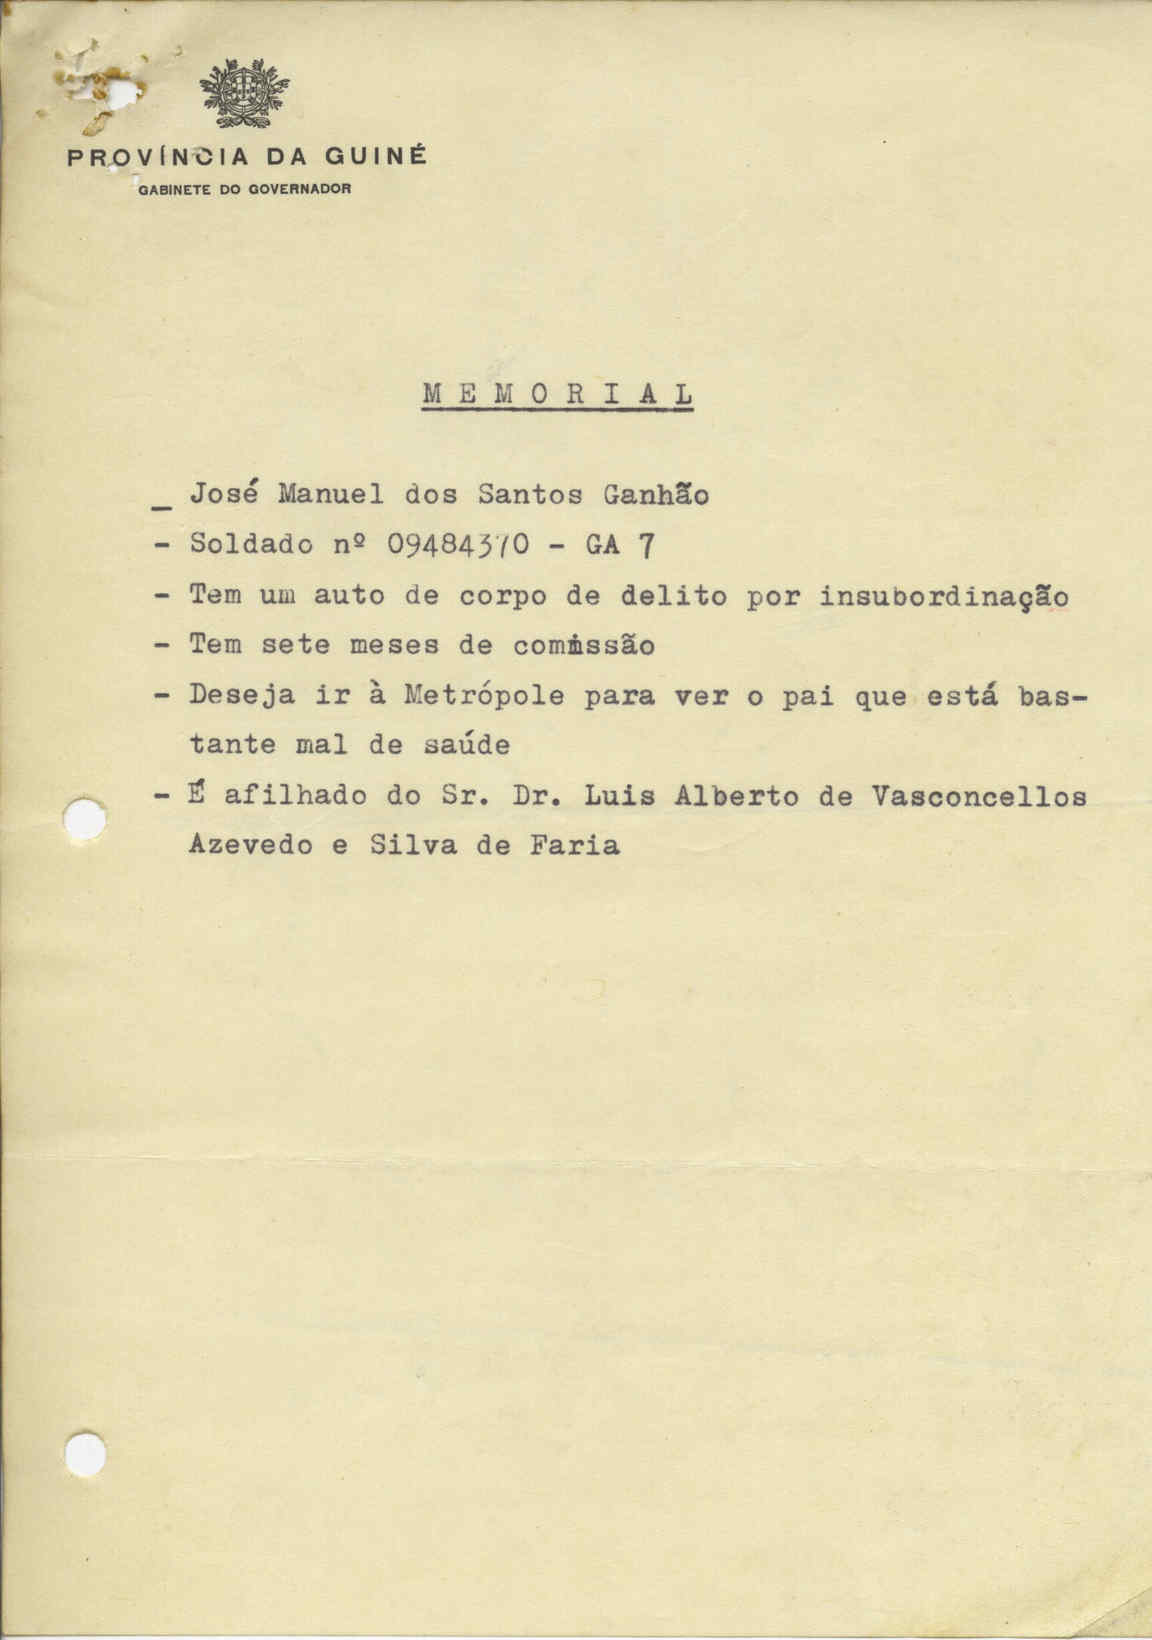 PROVÍNCIA DA GUINÉ
GABINETE DO GOVERNADOR
MEMORIAL
_ José Manuel dos Santos Ganhão
- Soldado nº 09484370 - GA 7
- Tem um auto de corpo de delito por insubordinação
- Tem sete meses de comissão
- Deseja ir à Metrópole para ver o pai que está bas-
tante mal de saúde
- É afilhado do Sr. Dr. Luis Alberto de Vasconcellos
Azevedo e Silva de Faria